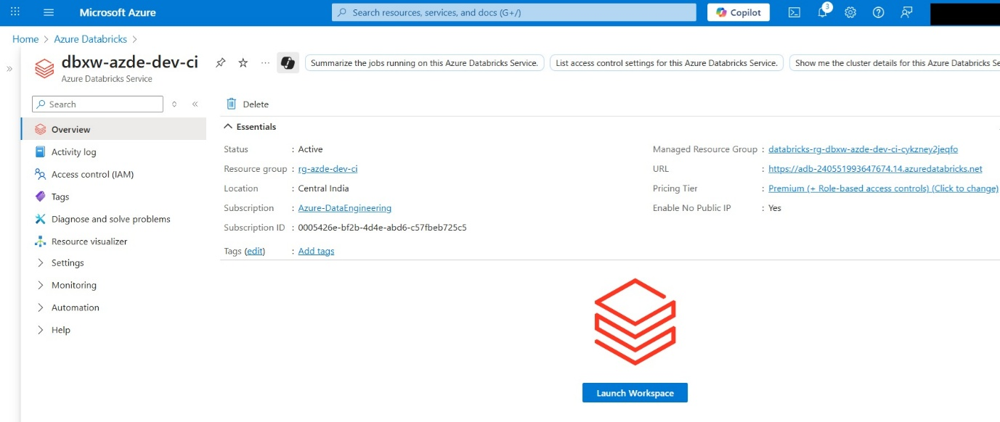 Microsoft Azure
Search resources, services, and docs (G+/)
Copilot
3
Home > Azure Databricks >
dbxw-azde-dev-ci
Azure Databricks Service
Summarize the jobs running on this Azure Databricks Service.
List access control settings for this Azure Databricks Service.
Show me the cluster details for this Azure Databricks Se
Search
Delete
Overview
Activity log
Access control (IAM)
Tags
Diagnose and solve problems
Resource visualizer
Settings
Monitoring
Automation
Help
Essentials
Status : Active
Resource group : rg-azde-dev-ci
Location : Central India
Subscription : Azure-DataEngineering
Subscription ID : 0005426e-bf2b-4d4e-abd6-c57fbeb725c5
Tags (edit) : Add tags
Managed Resource Group : databricks-rg-dbxw-azde-dev-ci-cykzney2jeqfo
URL : https://adb-240551993647674.14.azuredatabricks.net
Pricing Tier : Premium (+ Role-based access controls) (Click to change)
Enable No Public IP : Yes
Launch Workspace